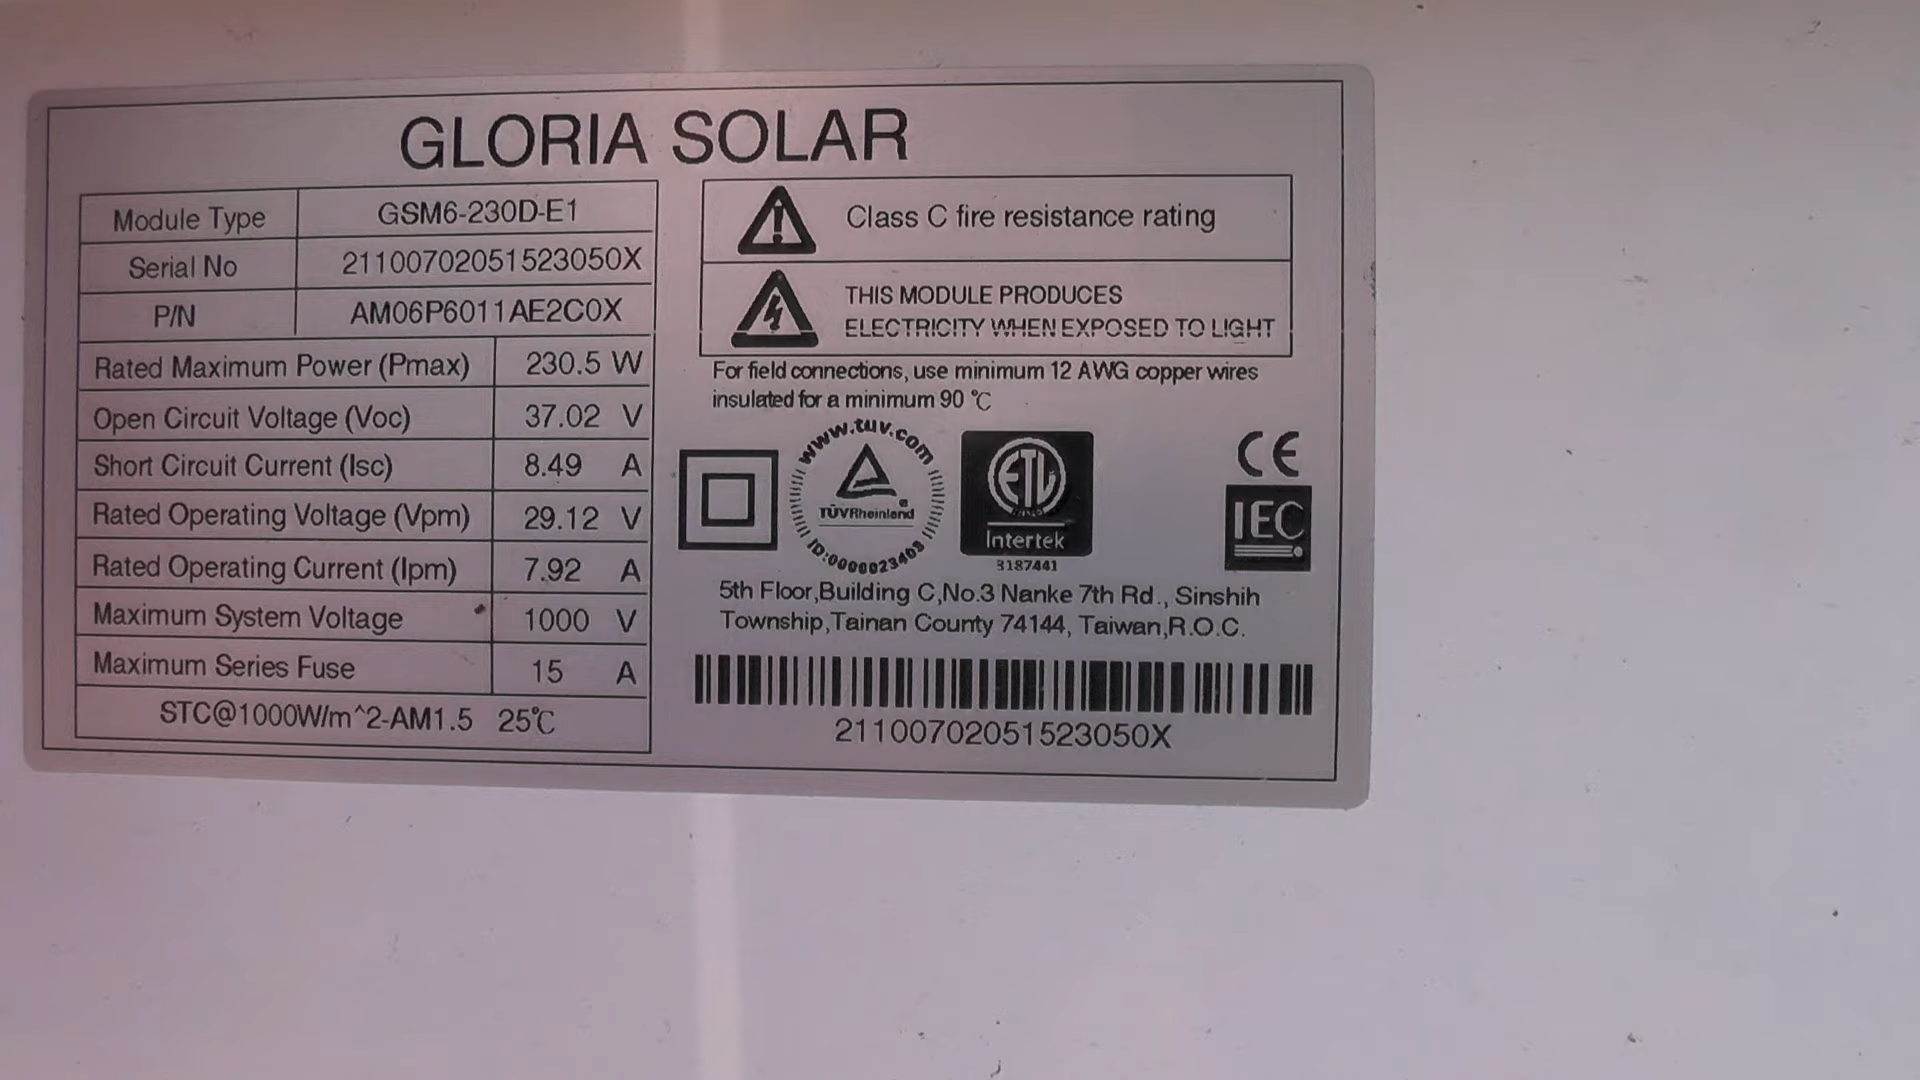 GLORIA SOLAR
Module Type GSM6-230D-E1
Serial No 21100702051523050X
P/N AM06P6011AE2C0X
Rated Maximum Power (Pmax) 230.5 W
Open Circuit Voltage (Voc) 37.02 V
Short Circuit Current (Isc) 8.49 A
Rated Operating Voltage (Vpm) 29.12 V
Rated Operating Current (Ipm) 7.92 A
Maximum System Voltage 1000 V
Maximum Series Fuse 15 A
STC@1000W/m^2-AM1.5 25℃
Class C fire resistance rating
THIS MODULE PRODUCES
ELECTRICITY WHEN EXPOSED TO LIGHT
For field connections, use minimum 12 AWG copper wires
insulated for a minimum 90 ℃
www.tuv.com
TÜVRheinland
ID:0000023403
ETL
Intertek
3187441
CE
IEC
5th Floor,Building C,No.3 Nanke 7th Rd., Sinshih
Township,Tainan County 74144, Taiwan,R.O.C.
21100702051523050X